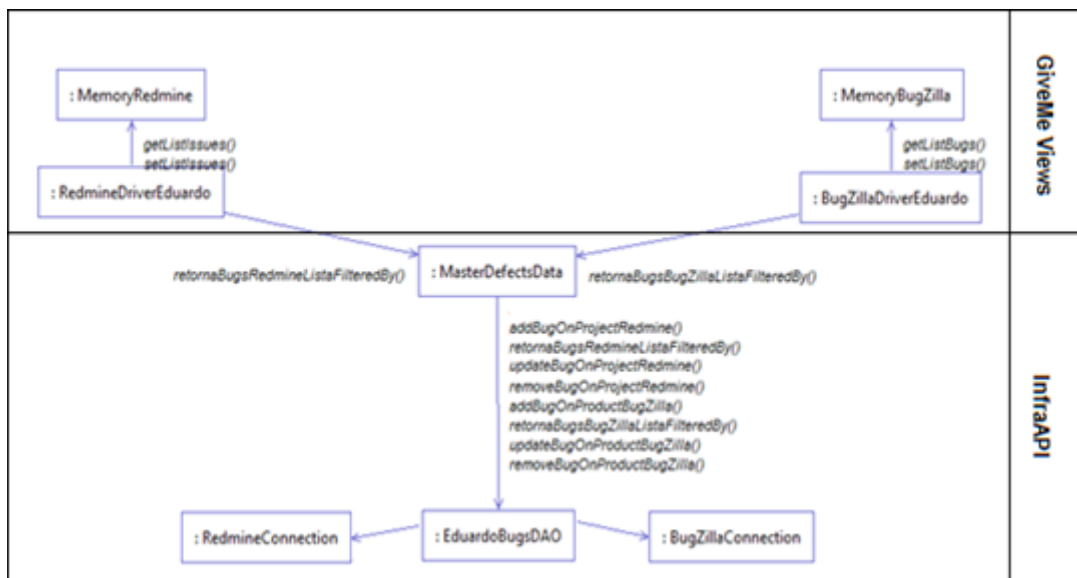 : MemoryRedmine
: MemoryBugZilla
getListIssues()
setListIssues()
getListBugs()
setListBugs()
: RedmineDriverEduardo
: BugZillaDriverEduardo
GiveMe Views
: MasterDefectsData
retornaBugsRedmineListaFilteredBy()
retornaBugsBugZillaListaFilteredBy()
addBugOnProjectRedmine()
retornaBugsRedmineListaFilteredBy()
updateBugOnProjectRedmine()
removeBugOnProjectRedmine()
addBugOnProductBugZilla()
retornaBugsBugZillaListaFilteredBy()
updateBugOnProductBugZilla()
removeBugOnProductBugZilla()
InfraAPI
: RedmineConnection
: EduardoBugsDAO
: BugZillaConnection